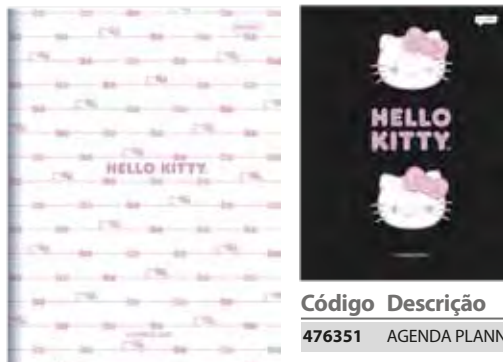 HELLO KITTY
HELLO
KITTY
Código Descrição
476351 AGENDA PLANN